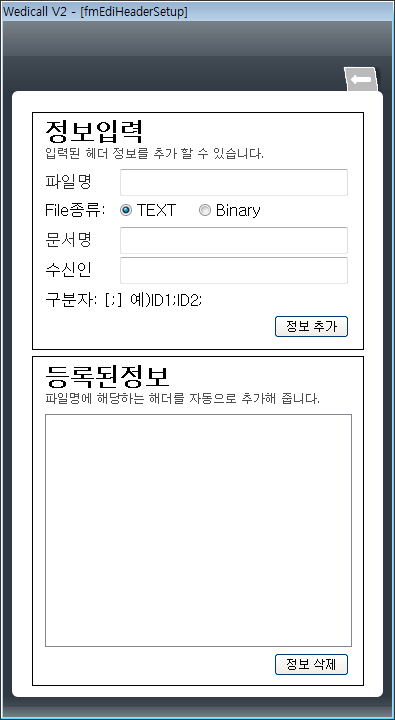 Wedicall V2 - [fmEdiHeaderSetup]
정보입력
입력된 헤더 정보를 추가 할 수 있습니다.
파일명
File종류: TEXT Binary
문서명
수신인
구분자: [;] 예)ID1;ID2;
정보 추가
등록된정보
파일명에 해당하는 해더를 자동으로 추가해 줍니다.
정보 삭제